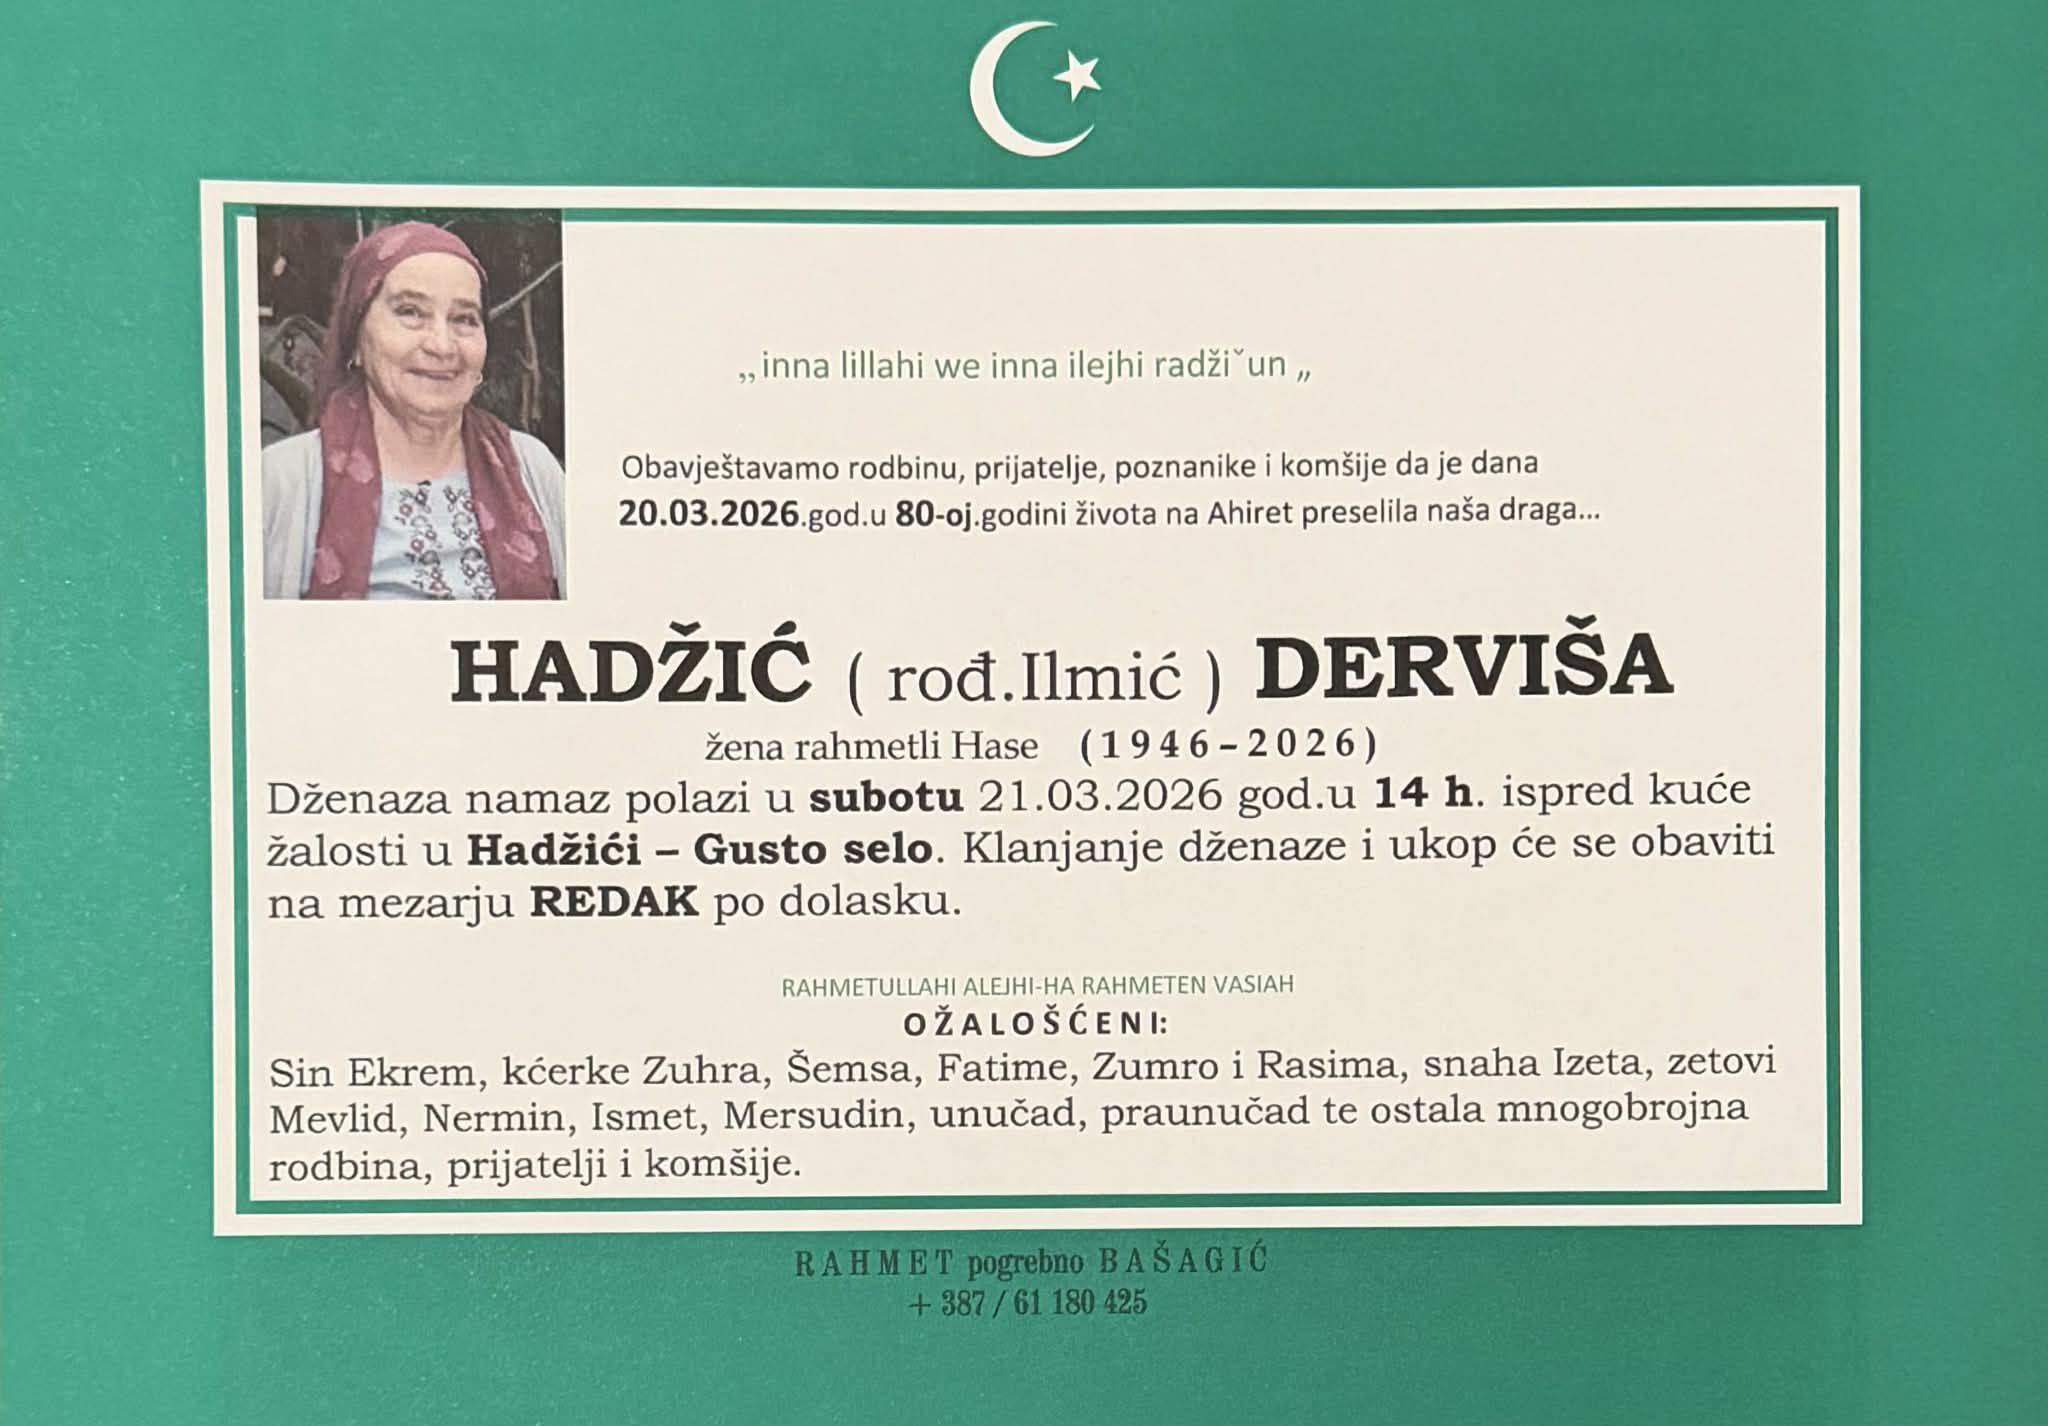 „inna lillahi we inna ilejhi radžiˇun „
Obavještavamo rodbinu, prijatelje, poznanike i komšije da je dana
20.03.2026.god.u 80-oj.godini života na Ahiret preselila naša draga...
HADŽIĆ ( rođ.Ilmić ) DERVIŠA
žena rahmetli Hase (1946–2026)
Dženaza namaz polazi u subotu 21.03.2026 god.u 14 h. ispred kuće
žalosti u Hadžići – Gusto selo. Klanjanje dženaze i ukop će se obaviti
na mezarju REDAK po dolasku.
RAHMETULLAHI ALEJHI-HA RAHMETEN VASIAH
OŽALOŠĆENI:
Sin Ekrem, kćerke Zuhra, Šemsa, Fatime, Zumro i Rasima, snaha Izeta, zetovi
Mevlid, Nermin, Ismet, Mersudin, unučad, praunučad te ostala mnogobrojna
rodbina, prijatelji i komšije.
RAHMET pogrebno BAŠAGIĆ
+ 387 / 61 180 425